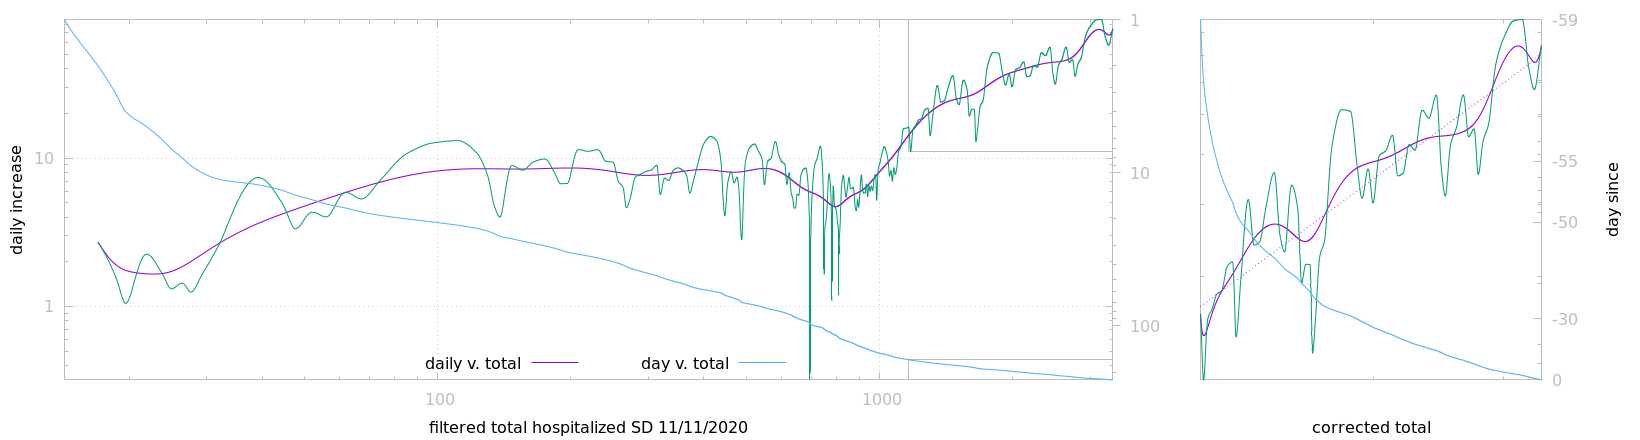 1
-59
10
10
-55
daily increase
day since
-50
1
100
-30
daily v. total
day v. total
0
100
1000
filtered total hospitalized SD 11/11/2020
corrected total